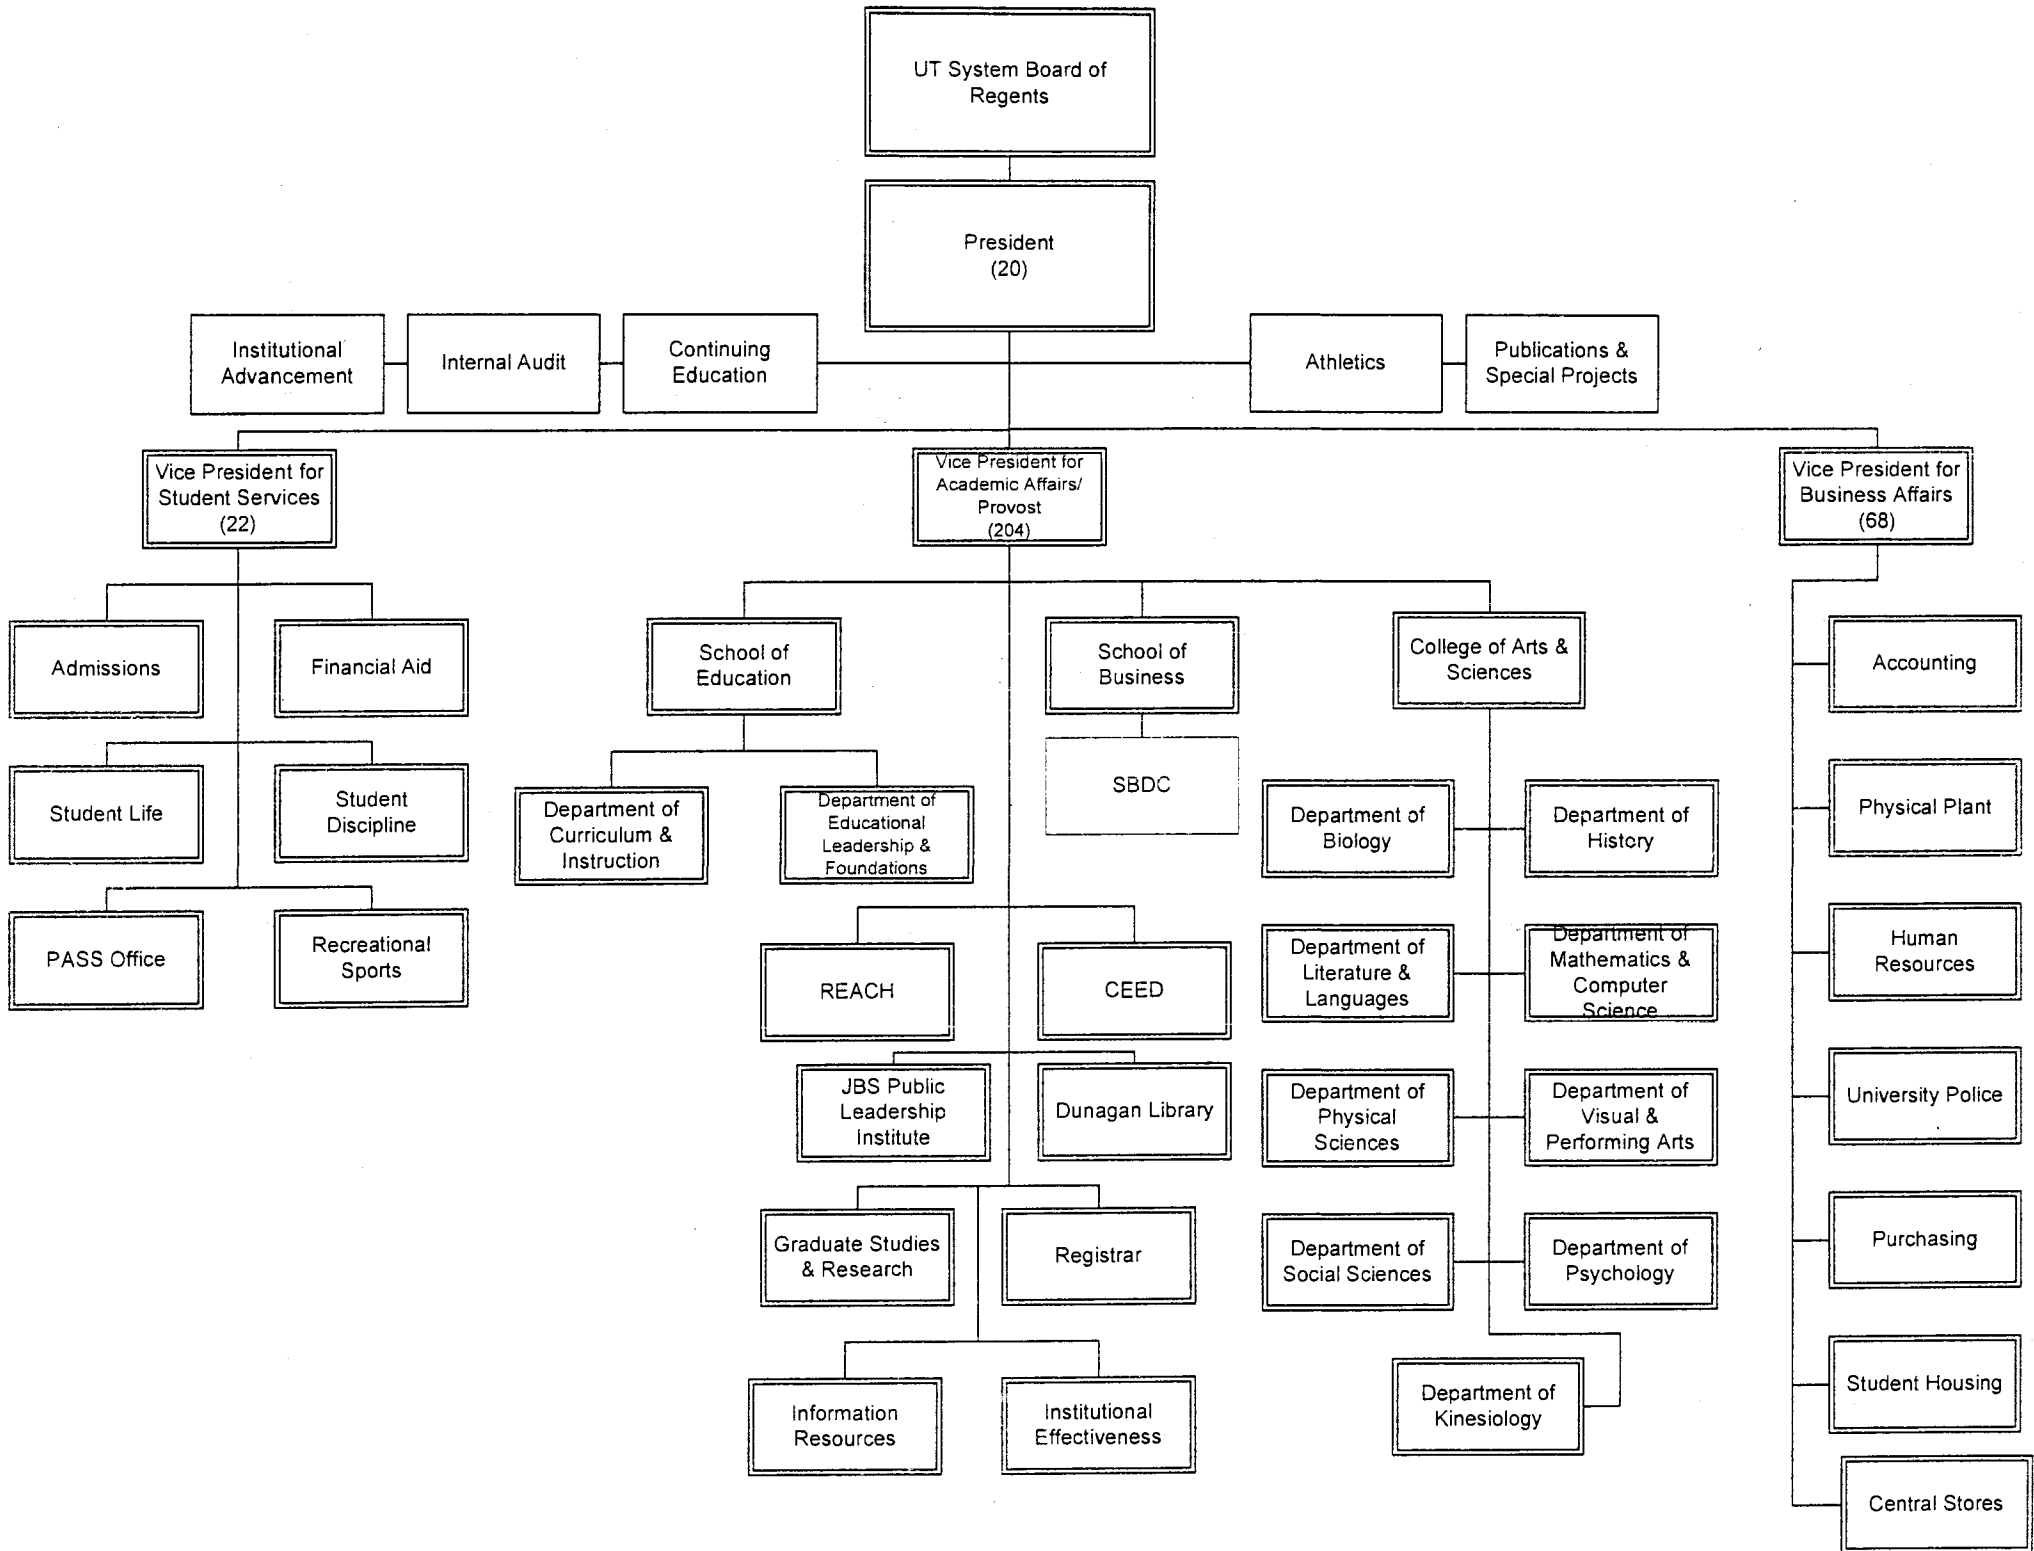 UT System Board of
Regents
President
(20)
Institutional
Advancement
Internal Audit
Continuing
Education
Athletics
Publications &
Special Projects
Vice President for
Student Services
(22)
Vice President for
Academic Affairs/
Provost
(204)
Vice President for
Business Affairs
(68)
Admissions
Financial Aid
Student Life
Student
Discipline
PASS Office
Recreational
Sports
School of
Education
School of
Business
College of Arts &
Sciences
Department of
Curriculum &
Instruction
Department of
Educational
Leadership &
Foundations
SBDC
REACH
CEED
JBS Public
Leadership
Institute
Dunagan Library
Graduate Studies
& Research
Registrar
Information
Resources
Institutional
Effectiveness
Department of
Biology
Department of
History
Department of
Literature &
Languages
Department of
Mathematics &
Computer
Science
Department of
Physical
Sciences
Department of
Visual &
Performing Arts
Department of
Social Sciences
Department of
Psychology
Department of
Kinesiology
Accounting
Physical Plant
Human
Resources
University Police
Purchasing
Student Housing
Central Stores